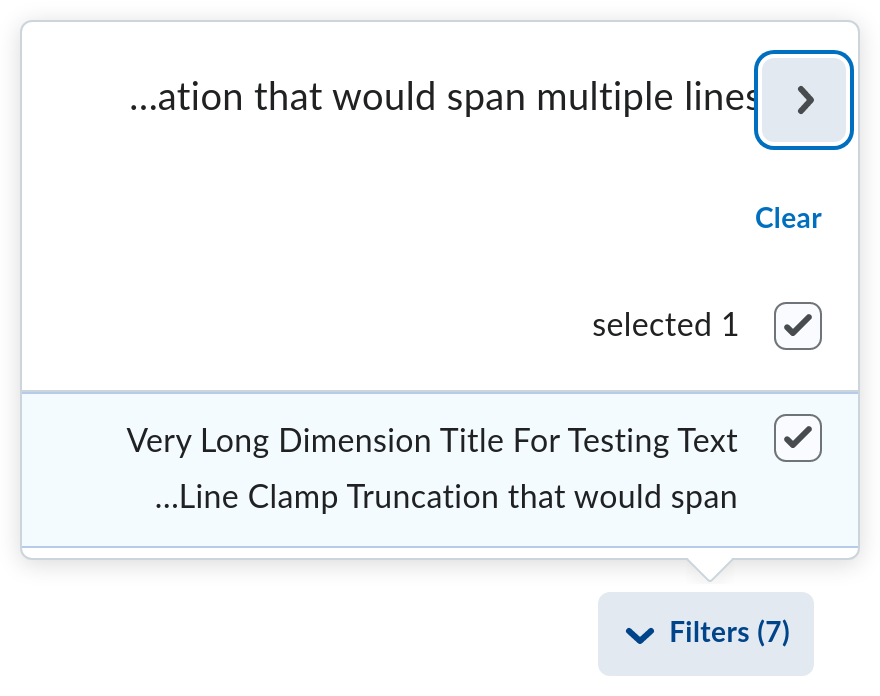 ...ation that would span multiple lines
Clear
selected 1
Very Long Dimension Title For Testing Text
...Line Clamp Truncation that would span
Filters (7)